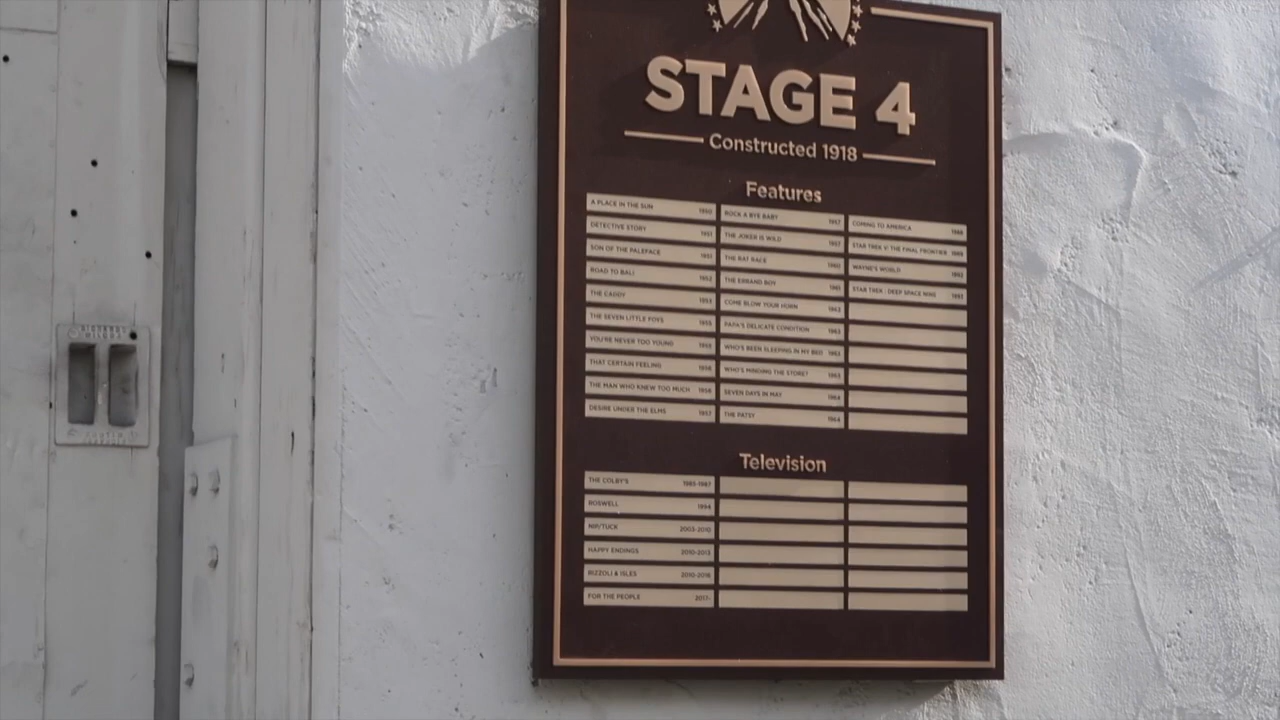 STAGE 4
Constructed 1918
Features
A PLACE IN THE SUN 1950
DETECTIVE STORY 1951
SON OF THE PALEFACE 1951
ROAD TO BALI 1952
THE CADDY 1953
THE SEVEN LITTLE FOYS 1955
YOU'RE NEVER TOO YOUNG 1955
THAT CERTAIN FEELING 1956
THE MAN WHO KNEW TOO MUCH 1956
DESIRE UNDER THE ELMS 1957
ROCK A BYE BABY 1957
THE JOKER IS WILD 1957
THE RAT RACE 1960
THE ERRAND BOY 1961
COME BLOW YOUR HORN 1963
PAPA'S DELICATE CONDITION 1963
WHO'S BEEN SLEEPING IN MY BED 1963
WHO'S MINDING THE STORE? 1963
SEVEN DAYS IN MAY 1964
THE PATSY 1964
COMING TO AMERICA 1988
STAR TREK V: THE FINAL FRONTIER 1989
WAYNE'S WORLD 1992
STAR TREK : DEEP SPACE NINE 1993
Television
THE COLBY'S 1985-1987
ROSWELL 1994
NIP/TUCK 2003-2010
HAPPY ENDINGS 2010-2013
RIZZOLI & ISLES 2010-2016
FOR THE PEOPLE 2017-